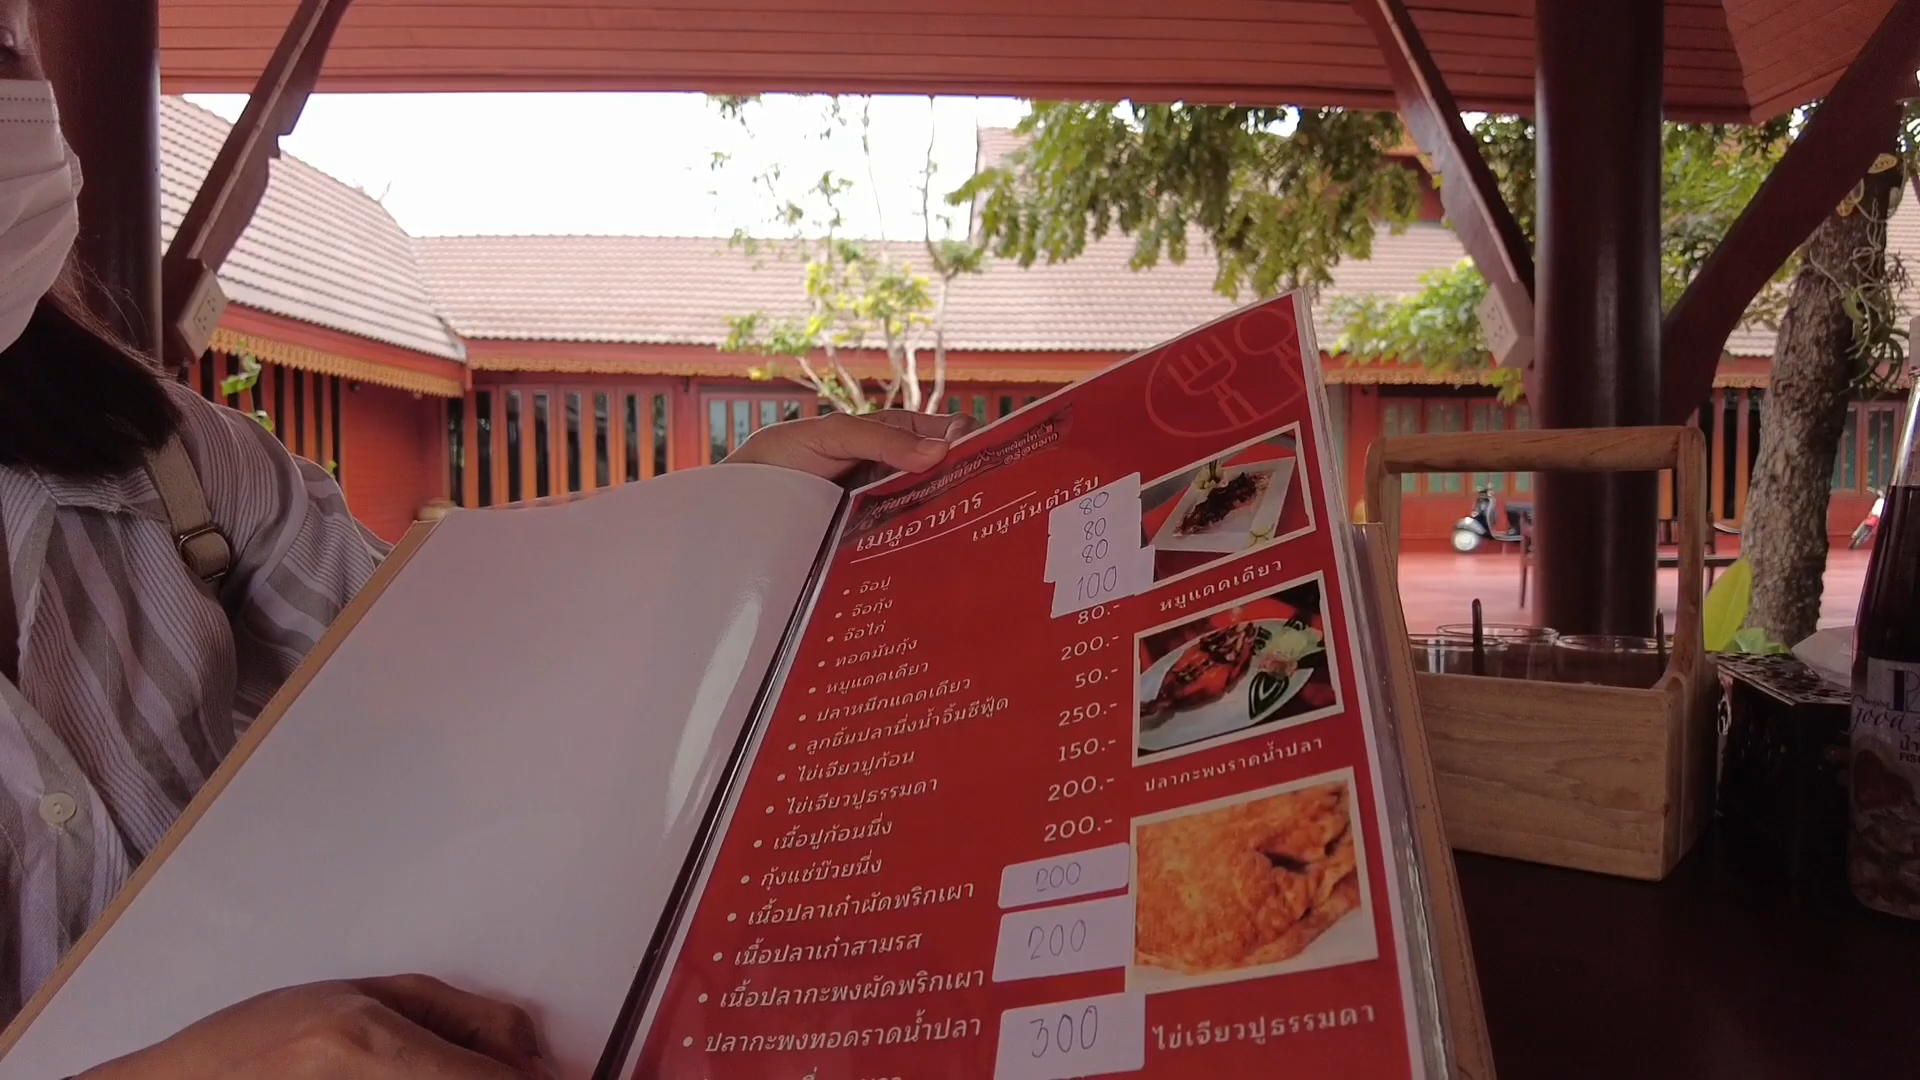 เมนูอาหาร
เมนูต้นตำรับ
อร่อยมาก
• จ๊อปู 80
• จ๊อกุ้ง 80
• จ๊อไก่ 80
• ทอดมันกุ้ง 100
• หมูแดดเดียว 80.-
• ปลาหมึกแดดเดียว 200.-
• ลูกชิ้นปลานึ่งน้ำจิ้มซีฟู้ด 50.-
• ไข่เจียวปูก้อน 250.-
• ไข่เจียวปูธรรมดา 150.-
• เนื้อปูก้อนนึ่ง 200.-
• กุ้งแช่บ๊วยนึ่ง 200.-
• เนื้อปลาเก๋าผัดพริกเผา 200
• เนื้อปลาเก๋าสามรส 200
• เนื้อปลากะพงผัดพริกเผา
• ปลากะพงทอดราดน้ำปลา 300
หมูแดดเดียว
ปลากะพงราดน้ำปลา
ไข่เจียวปูธรรมดา
good